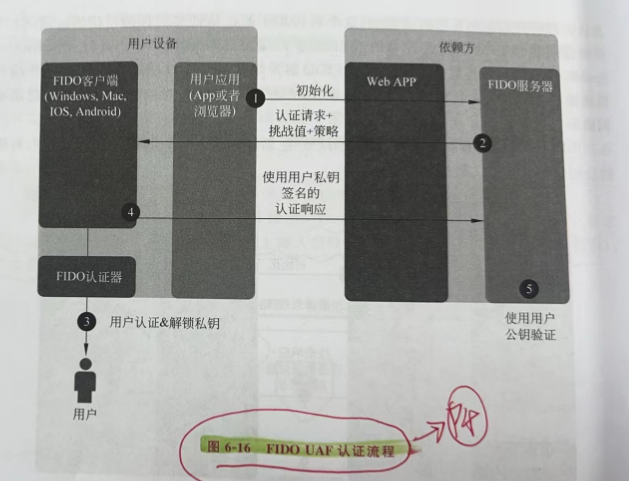 用户设备
依赖方
FIDO客户端
(Windows, Mac,
IOS, Android)
用户应用
(App或者
浏览器)
Web APP
FIDO服务器
1
初始化
认证请求+
挑战值+策略
2
使用用户私钥
签名的
认证响应
4
FIDO认证器
5
使用用户
公钥验证
3
用户认证&解锁私钥
用户
图 6-16 FIDO UAF 认证流程